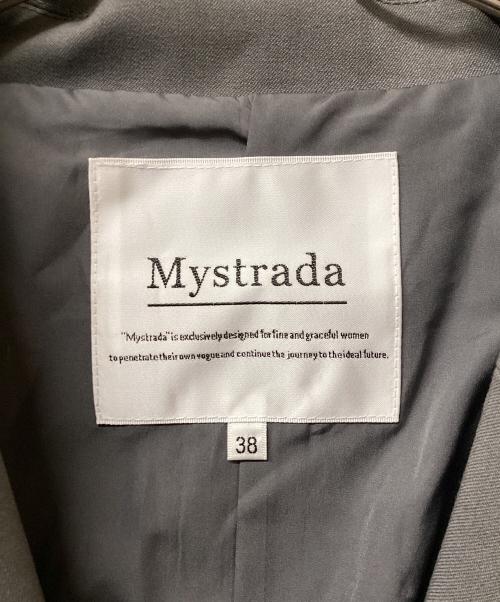 Mystrada
"Mystrada" is exclusively designed for fine and graceful women
to penetrate their own vogue and continue the journey to the ideal future.
38